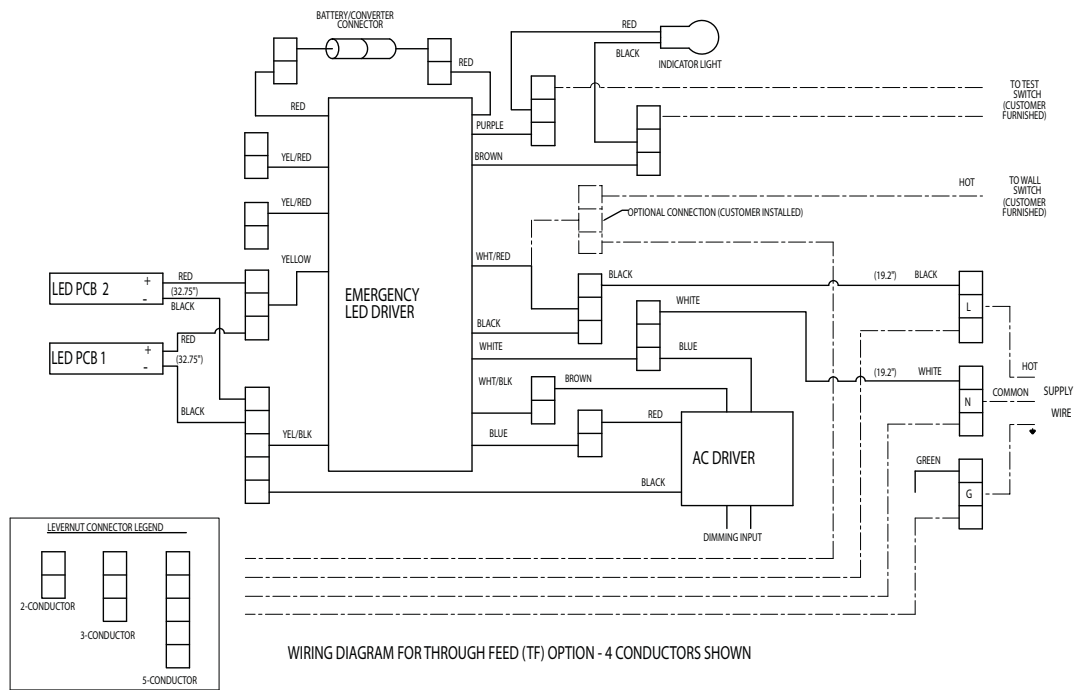 BATTERY/CONVERTER
CONNECTOR
RED
RED
RED
BLACK
INDICATOR LIGHT
TO TEST
SWITCH
(CUSTOMER
FURNISHED)
PURPLE
BROWN
YEL/RED
YEL/RED
YELLOW
HOT
TO WALL
SWITCH
(CUSTOMER
FURNISHED)
OPTIONAL CONNECTION (CUSTOMER INSTALLED)
WHT/RED
EMERGENCY
LED DRIVER
LED PCB 2
+
-
RED
(32.75")
BLACK
LED PCB 1
+
-
RED
(32.75")
BLACK
BLACK
(19.2")
BLACK
L
BLACK
WHITE
WHITE
BLUE
HOT
(19.2")
WHITE
COMMON
SUPPLY
WIRE
N
WHT/BLK
BROWN
YEL/BLK
BLUE
RED
AC DRIVER
BLACK
GREEN
G
DIMMING INPUT
LEVERNUT CONNECTOR LEGEND
2-CONDUCTOR
3-CONDUCTOR
5-CONDUCTOR
WIRING DIAGRAM FOR THROUGH FEED (TF) OPTION - 4 CONDUCTORS SHOWN